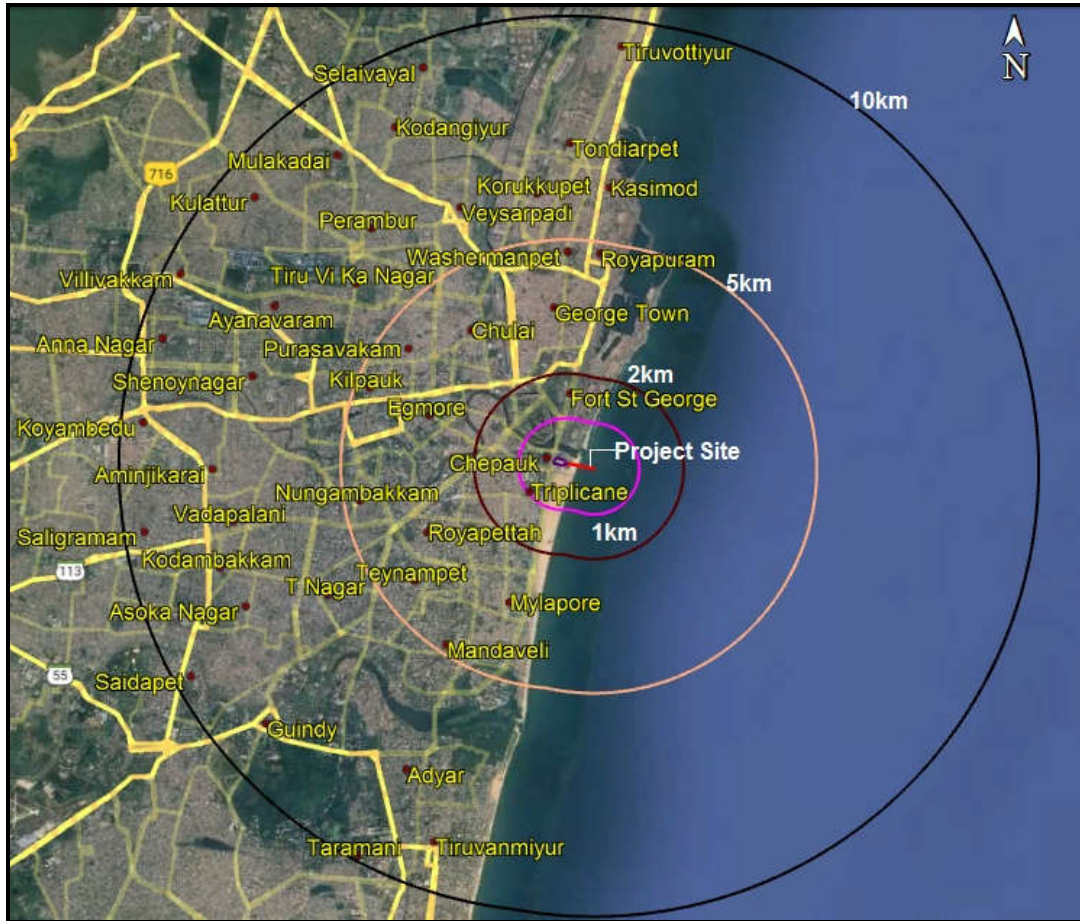 Tiruvottiyur
N
Selaivayal
10km
Kodangiyur
Tondiarpet
Mulakadai
716
Korukkupet
Kasimod
Kulattur
Veysarpadi
Perambur
Washermanpet
Royapuram
Villivakkam
Tiru Vi Ka Nagar
5km
George Town
Ayanavaram
Chulai
Anna Nagar
Purasavakam
2km
Shenoynagar
Kilpauk
Fort St George
Egmore
Koyambedu
Project Site
Chepauk
Aminjikarai
Nungambakkam
Triplicane
Vadapalani
1km
Saligramam
Royapettah
Kodambakkam
113
Teynampet
T Nagar
Mylapore
Asoka Nagar
Mandaveli
55
Saidapet
Guindy
Adyar
Taramani
Tiruvanmiyur